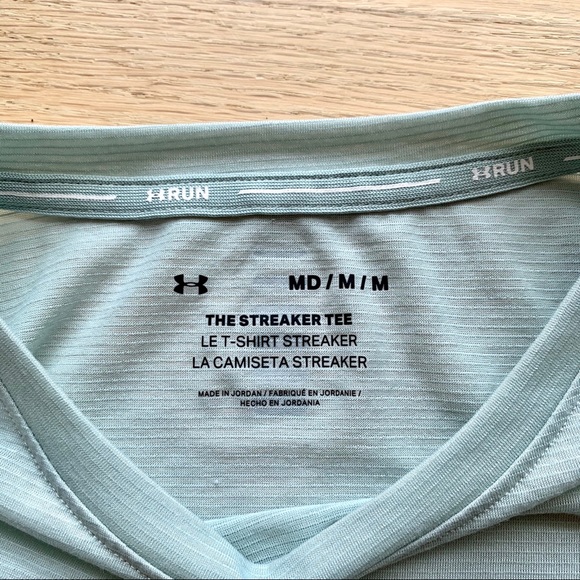 RUN
RUN
MD / M / M
THE STREAKER TEE
LE T-SHIRT STREAKER
LA CAMISETA STREAKER
MADE IN JORDAN / FABRIQUÉ EN JORDANIE /
HECHO EN JORDANIA